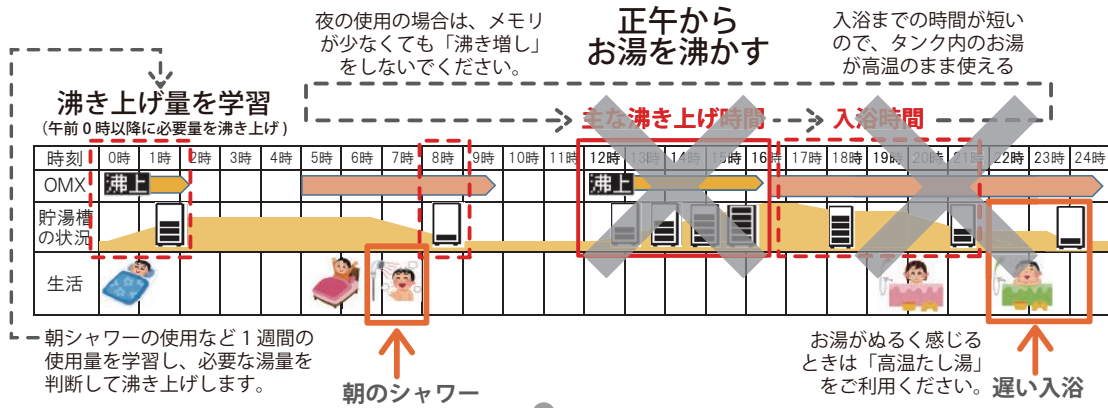 夜の使用の場合は、メモリ
が少なくても「沸き増し」
をしないでください。
正午から
お湯を沸かす
入浴までの時間が短い
ので、タンク内のお湯
が高温のまま使える
沸き上げ量を学習
(午前0時以降に必要量を沸き上げ)
主な沸き上げ時間
入浴時間
時刻 0時 1時 2時 3時 4時 5時 6時 7時 8時 9時 10時 11時 12時 13時 14時 15時 16時 17時 18時 19時 20時 21時 22時 23時 24時
OMX 沸上 沸上
貯湯槽
の状況
生活
朝シャワーの使用など1週間の
使用量を学習し、必要な湯量を
判断して沸き上げします。
朝のシャワー
お湯がぬるく感じる
ときは「高温たし湯」
をご利用ください。
遅い入浴